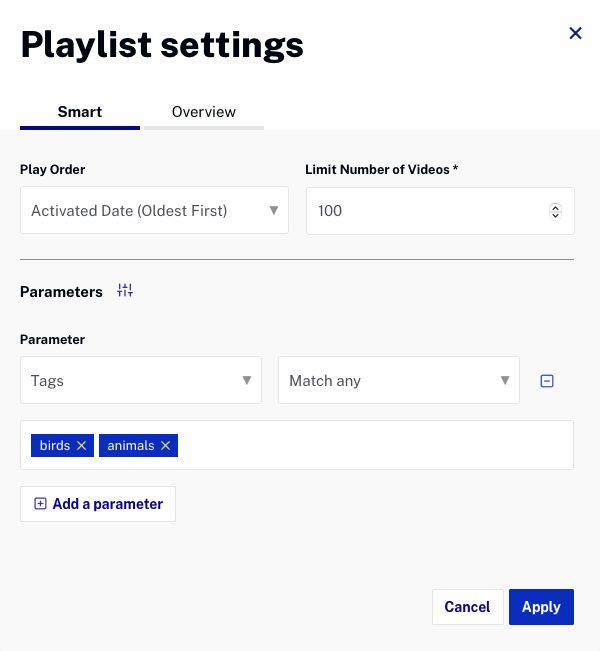 Playlist settings
Smart Overview
Play Order Limit Number of Videos *
Activated Date (Oldest First) 100
Parameters
Parameter
Tags Match any
birds animals
Add a parameter
Cancel Apply